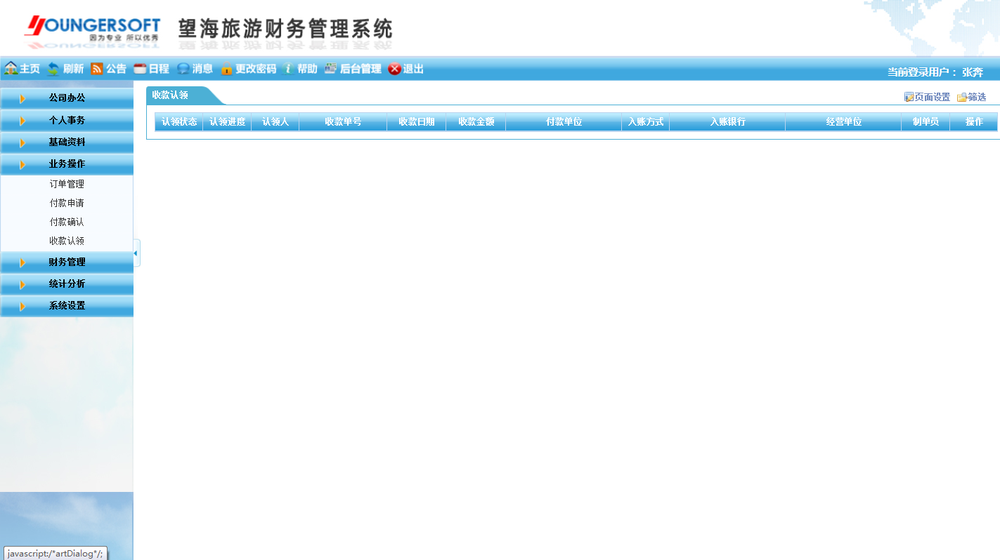 YOUNGERSOFT
因为专业 所以优秀
望海旅游财务管理系统
主页 刷新 公告 日程 消息 更改密码 帮助 后台管理 退出
当前登录用户： 张奔
公司办公
个人事务
基础资料
业务操作
订单管理
付款申请
付款确认
收款认领
财务管理
统计分析
系统设置
收款认领
页面设置 筛选
认领状态 认领进度 认领人 收款单号 收款日期 收款金额 付款单位 入账方式 入账银行 经营单位 制单员 操作
javascript:/*artDialog*/;